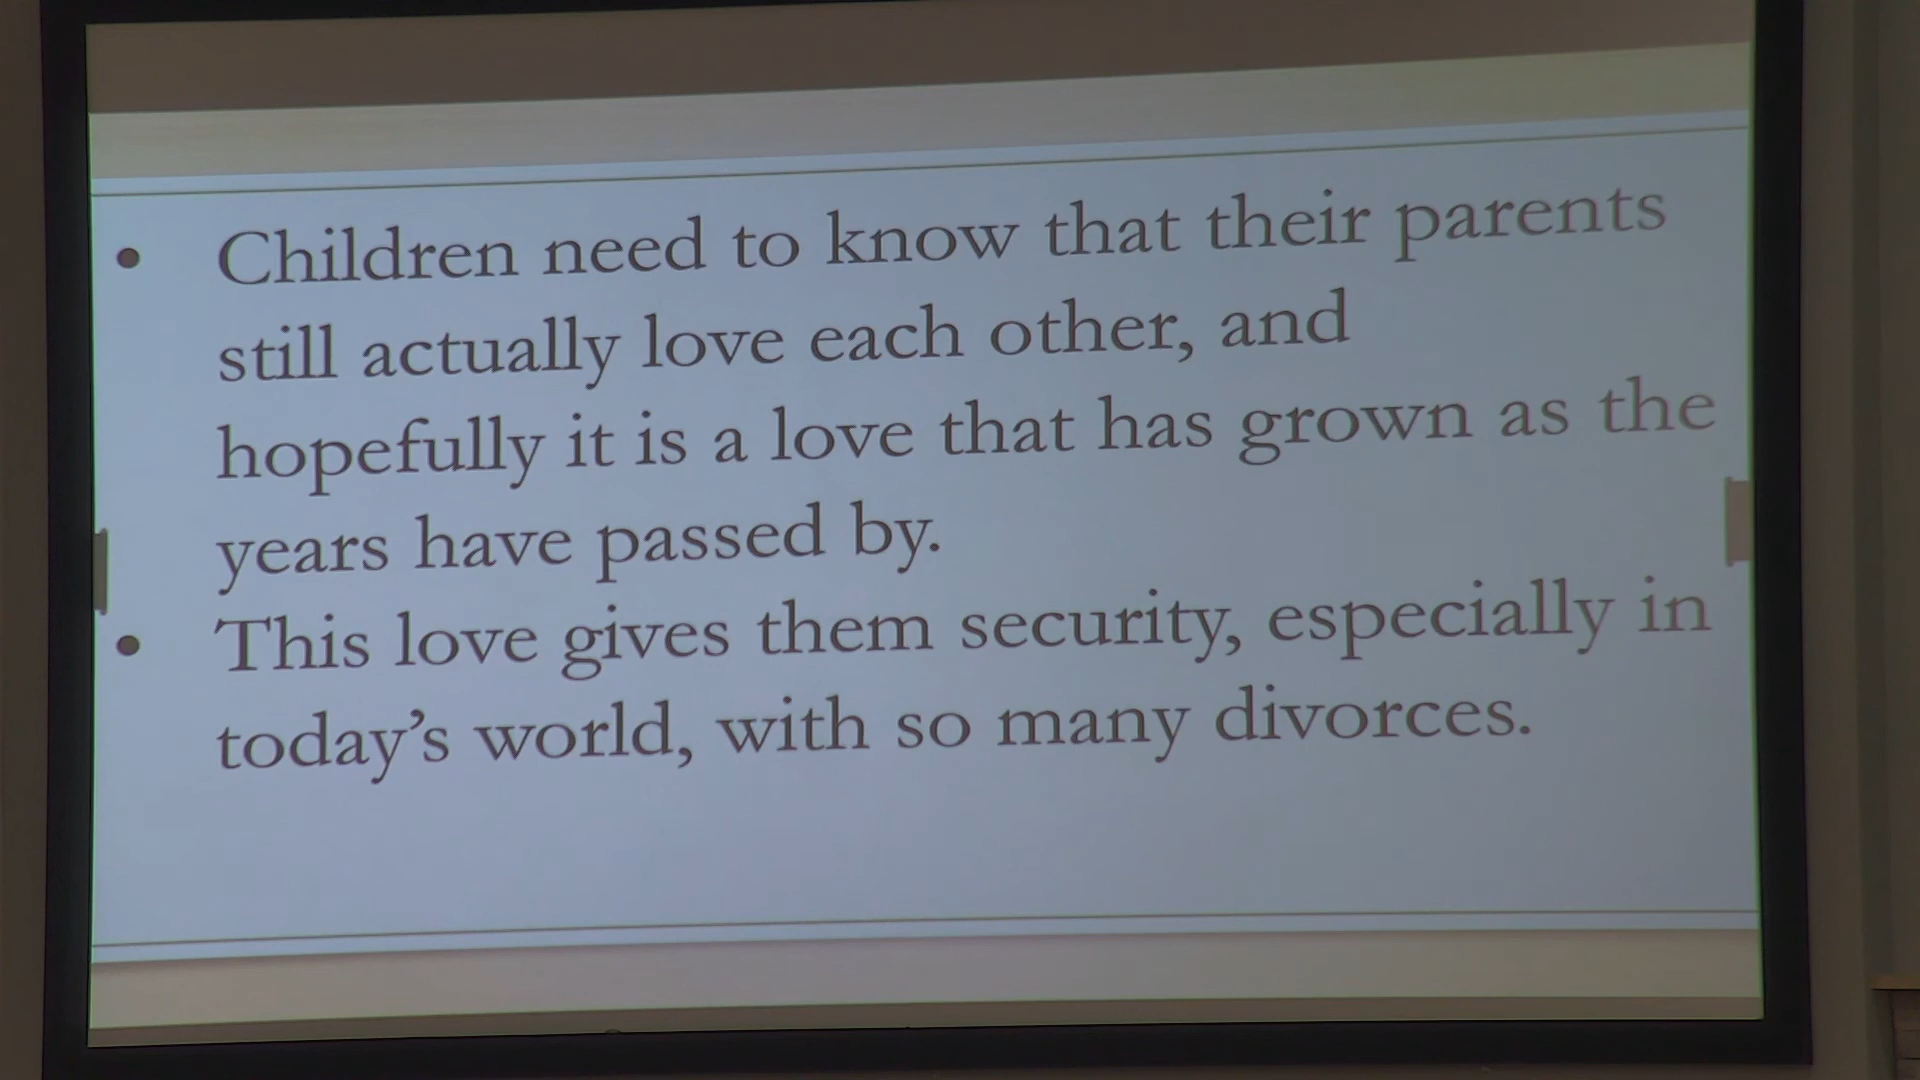 • Children need to know that their parents
still actually love each other, and
hopefully it is a love that has grown as the
years have passed by.
• This love gives them security, especially in
today’s world, with so many divorces.